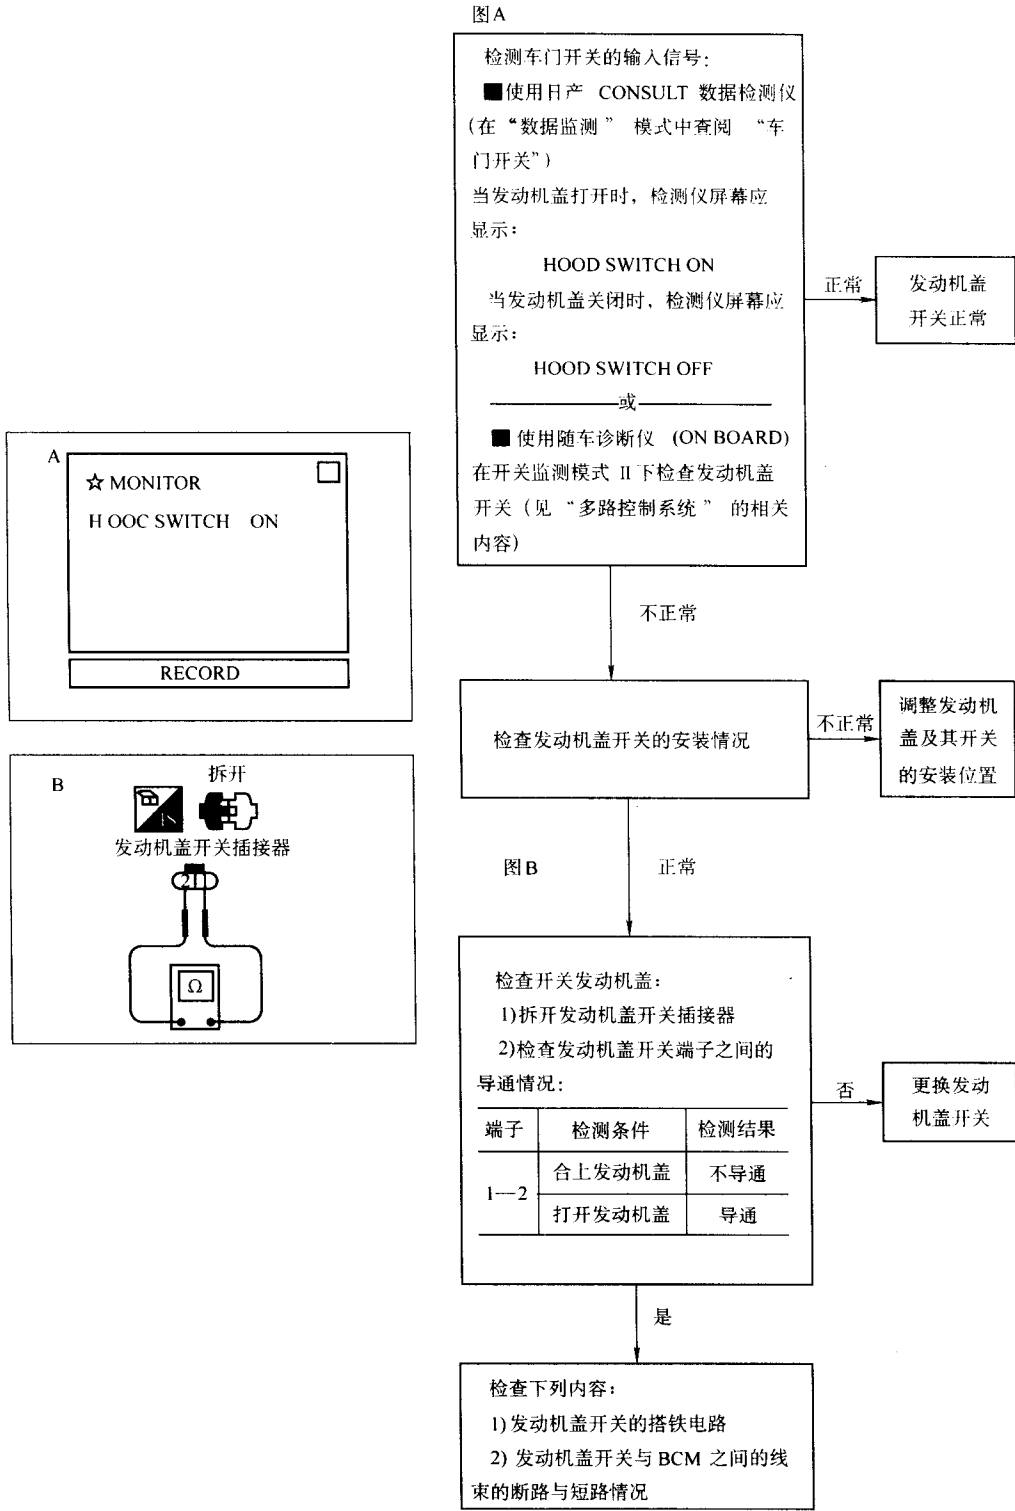 图A
检测车门开关的输入信号：
■使用日产 CONSULT 数据检测仪
（在“数据监测” 模式中查阅 “车
门开关”）
当发动机盖打开时，检测仪屏幕应
显示：
HOOD SWITCH ON
当发动机盖关闭时，检测仪屏幕应
显示：
HOOD SWITCH OFF
或
■ 使用随车诊断仪 (ON BOARD)
在开关监测模式 II 下检查发动机盖
开关（见 “多路控制系统” 的相关
内容）
正常
发动机盖
开关正常
A
☆ MONITOR
H OOC SWITCH ON
RECORD
不正常
检查发动机盖开关的安装情况
不正常
调整发动机
盖及其开关
的安装位置
B
拆开
发动机盖开关插接器
2 1
Ω
图B
正常
检查开关发动机盖：
1)拆开发动机盖开关插接器
2)检查发动机盖开关端子之间的
导通情况：
端子 检测条件 检测结果
1—2
合上发动机盖 不导通
打开发动机盖 导通
否
更换发动
机盖开关
是
检查下列内容：
1) 发动机盖开关的搭铁电路
2) 发动机盖开关与 BCM 之间的线
束的断路与短路情况